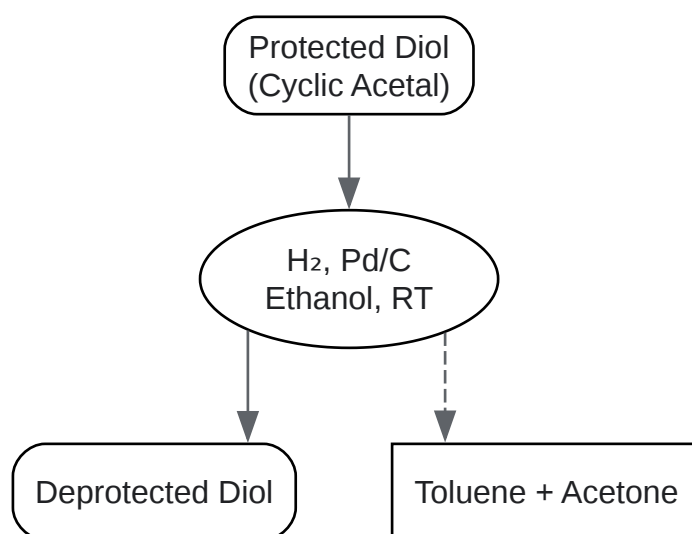 Protected Diol
(Cyclic Acetal)
H₂, Pd/C
Ethanol, RT
Deprotected Diol
Toluene + Acetone